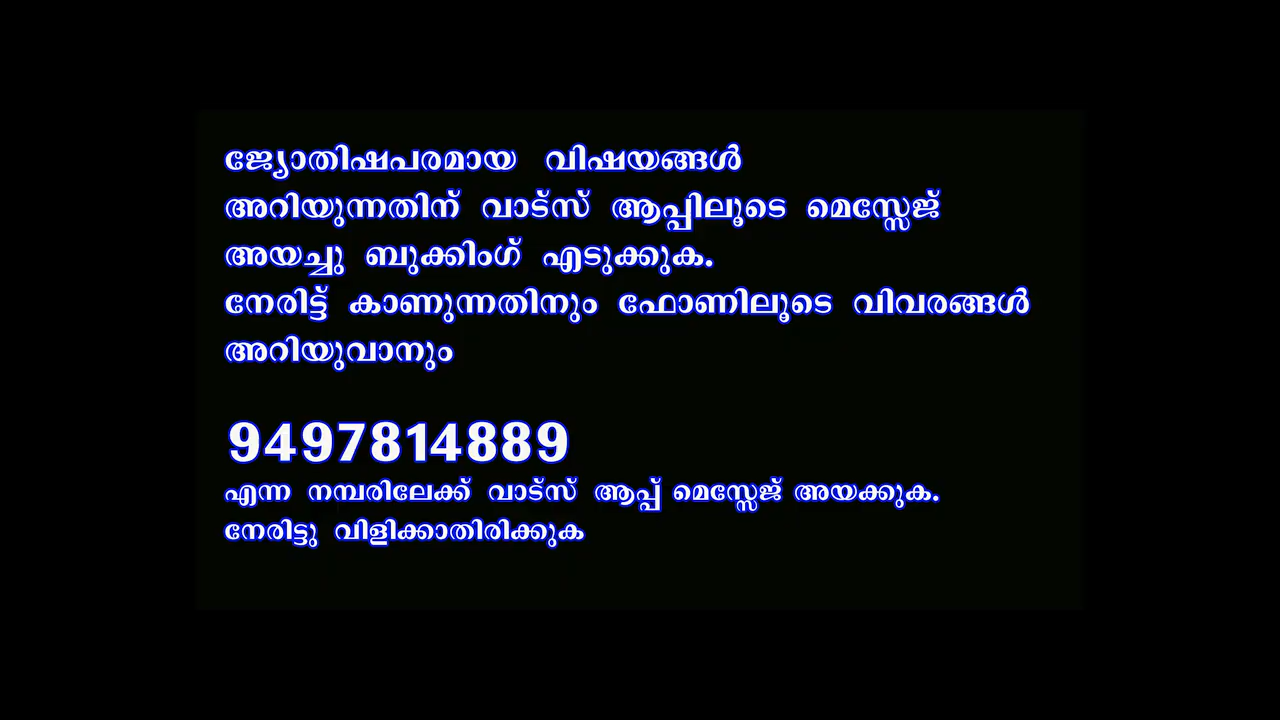 ജ്യോതിഷപരമായ വിഷയങ്ങൾ
അറിയുന്നതിന് വാട്സ് ആപ്പിലൂടെ മെസ്സേജ്
അയച്ചു ബുക്കിംഗ് എടുക്കുക.
നേരിട്ട് കാണുന്നതിനും ഫോണിലൂടെ വിവരങ്ങൾ
അറിയുവാനും
9497814889
എന്ന നമ്പരിലേക്ക് വാട്സ് ആപ്പ് മെസ്സേജ് അയക്കുക.
നേരിട്ടു വിളിക്കാതിരിക്കുക